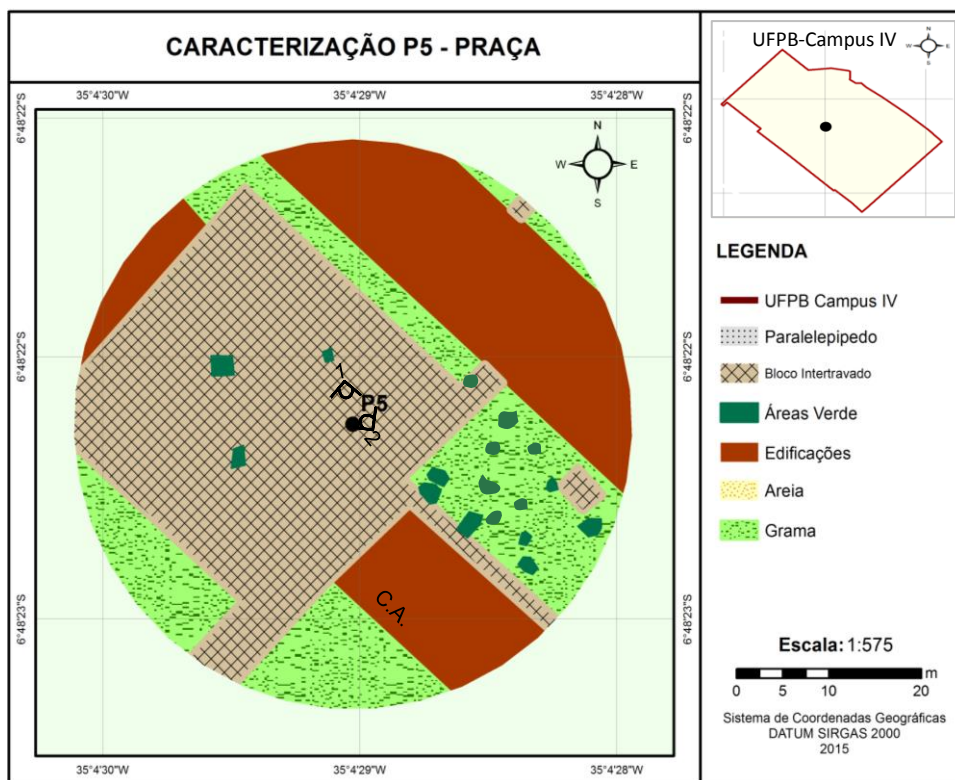 CARACTERIZAÇÃO P5 - PRAÇA
35°4'30"W
35°4'29"W
35°4'28"W
6°48'22"S
6°48'22"S
N
W
E
S
6°48'22"S
6°48'22"S
P1
P5
P2
C.A.
6°48'23"S
6°48'23"S
35°4'30"W
35°4'29"W
35°4'28"W
UFPB-Campus IV
N
W
E
S
LEGENDA
UFPB Campus IV
Paralelepipedo
Bloco Intertravado
Áreas Verde
Edificações
Areia
Grama
Escala: 1:575
m
0 5 10 20
Sistema de Coordenadas Geográficas
DATUM SIRGAS 2000
2015